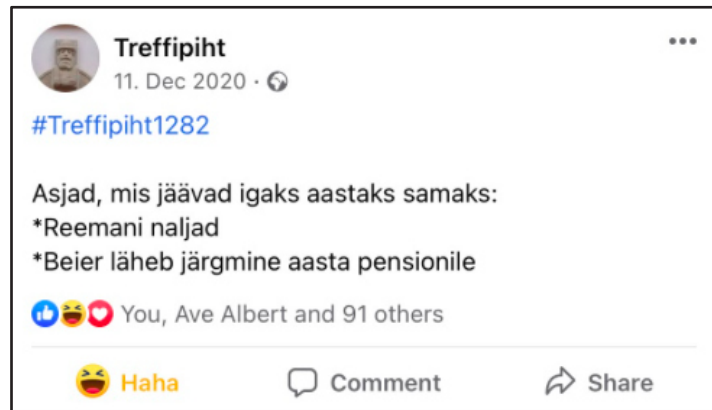 Treffipiht
11. Dec 2020 ·
#Treffipiht1282
Asjad, mis jäävad igaks aastaks samaks:
*Reemani naljad
*Beier läheb järgmine aasta pensionile
You, Ave Albert and 91 others
Haha Comment Share